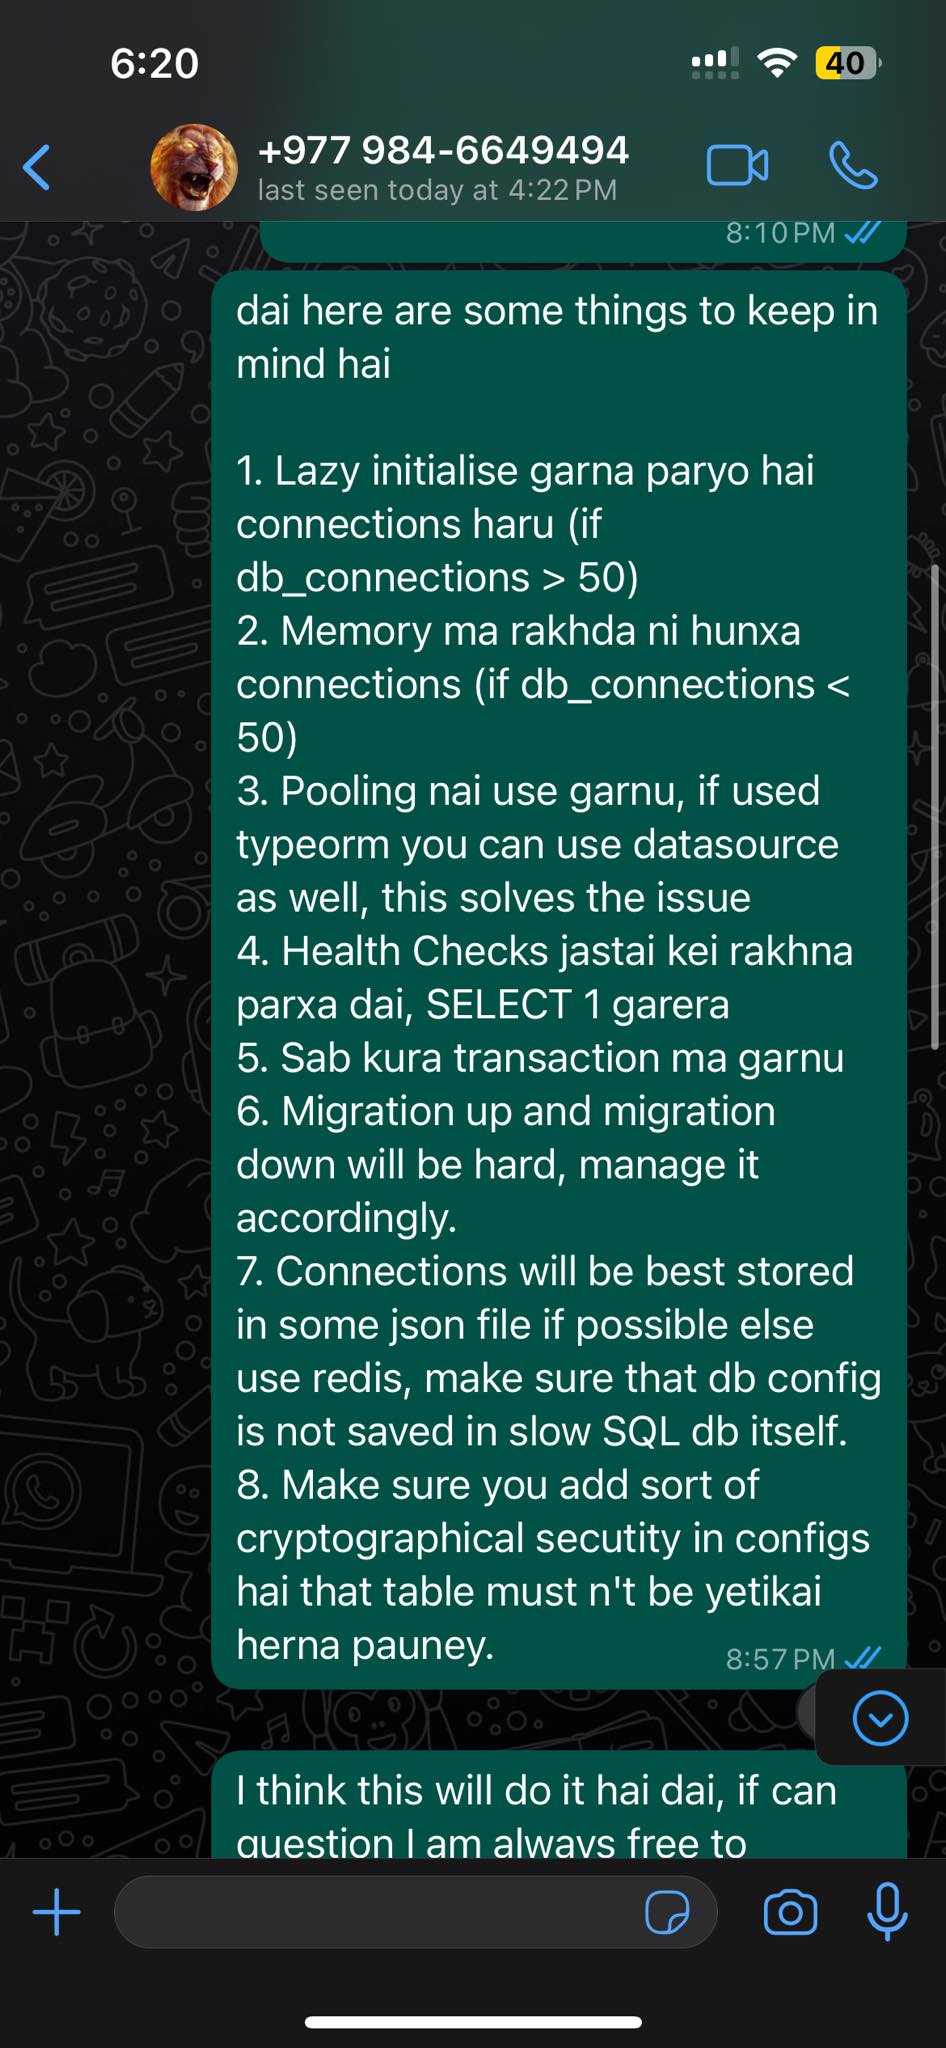 6:20
40
+977 984-6649494
last seen today at 4:22 PM
8:10 PM
dai here are some things to keep in
mind hai
1. Lazy initialise garna paryo hai
connections haru (if
db_connections > 50)
2. Memory ma rakhda ni hunxa
connections (if db_connections <
50)
3. Pooling nai use garnu, if used
typeorm you can use datasource
as well, this solves the issue
4. Health Checks jastai kei rakhna
parxa dai, SELECT 1 garera
5. Sab kura transaction ma garnu
6. Migration up and migration
down will be hard, manage it
accordingly.
7. Connections will be best stored
in some json file if possible else
use redis, make sure that db config
is not saved in slow SQL db itself.
8. Make sure you add sort of
cryptographical secutity in configs
hai that table must n't be yetikai
herna pauney.
8:57 PM
I think this will do it hai dai, if can
question I am always free to